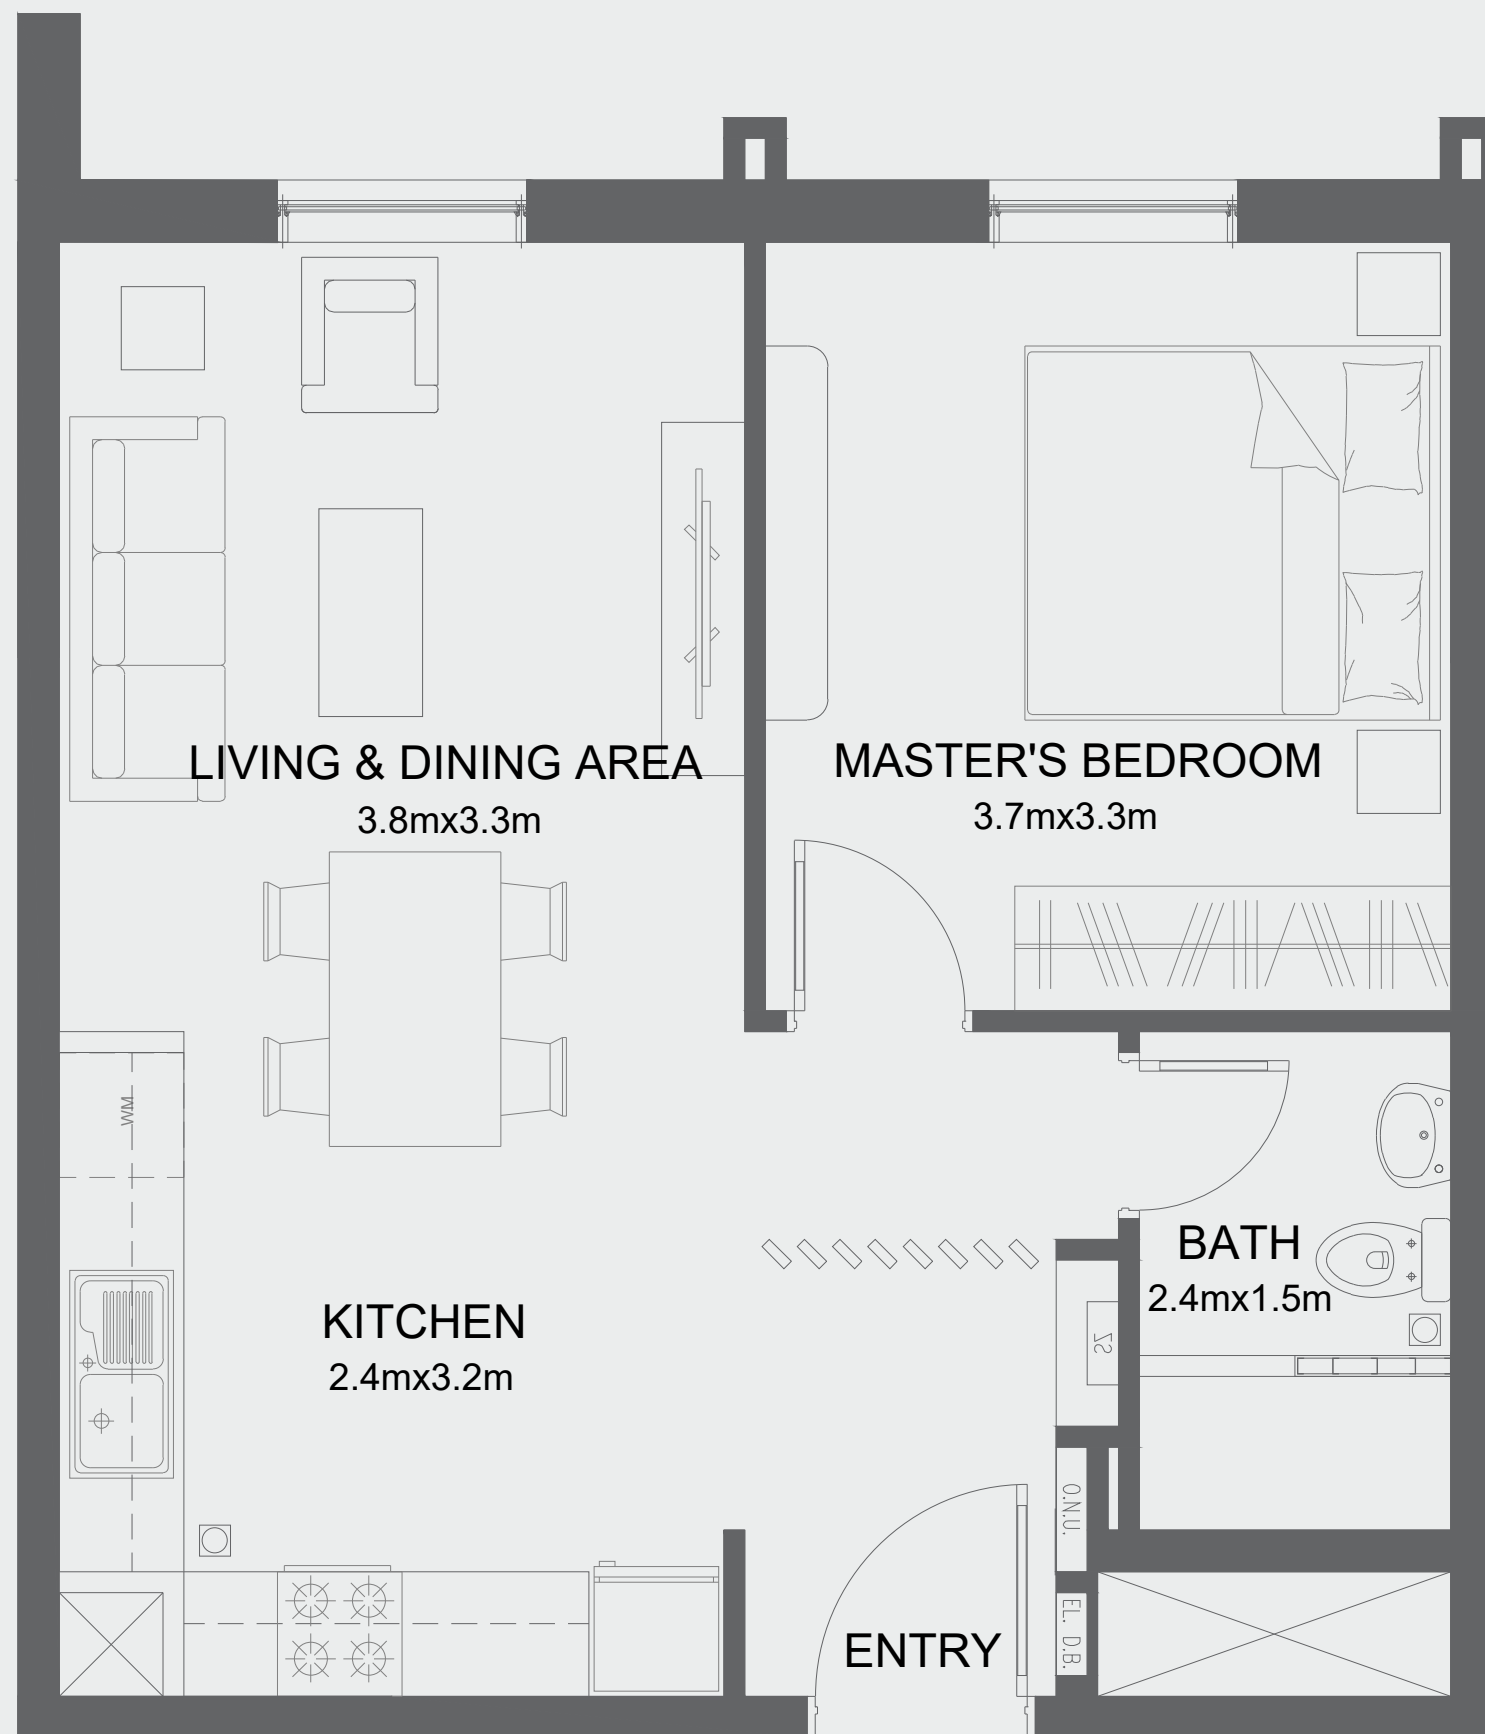 LIVING & DINING AREA
3.8mx3.3m
MASTER'S BEDROOM
3.7mx3.3m
WM
BATH
2.4mx1.5m
KITCHEN
2.4mx3.2m
ZS
O.N.U.
EL. D.B.
ENTRY